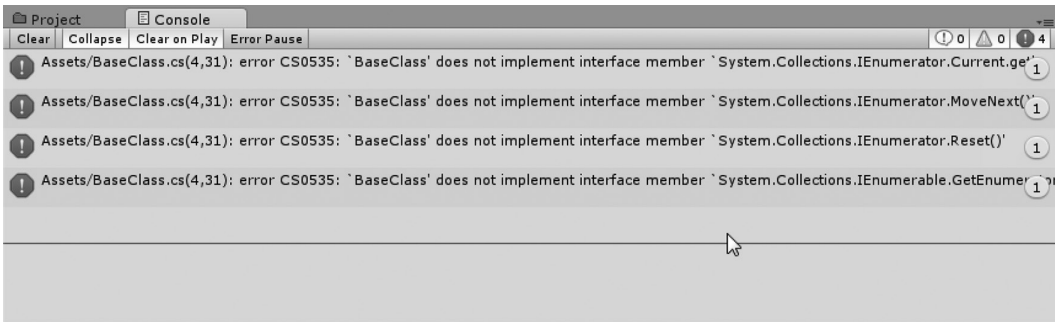 Project Console
Clear Collapse Clear on Play Error Pause 0 0 4
Assets/BaseClass.cs(4,31): error CS0535: `BaseClass' does not implement interface member `System.Collections.IEnumerator.Current.get' 1
Assets/BaseClass.cs(4,31): error CS0535: `BaseClass' does not implement interface member `System.Collections.IEnumerator.MoveNext()' 1
Assets/BaseClass.cs(4,31): error CS0535: `BaseClass' does not implement interface member `System.Collections.IEnumerator.Reset()' 1
Assets/BaseClass.cs(4,31): error CS0535: `BaseClass' does not implement interface member `System.Collections.IEnumerable.GetEnumerator 1